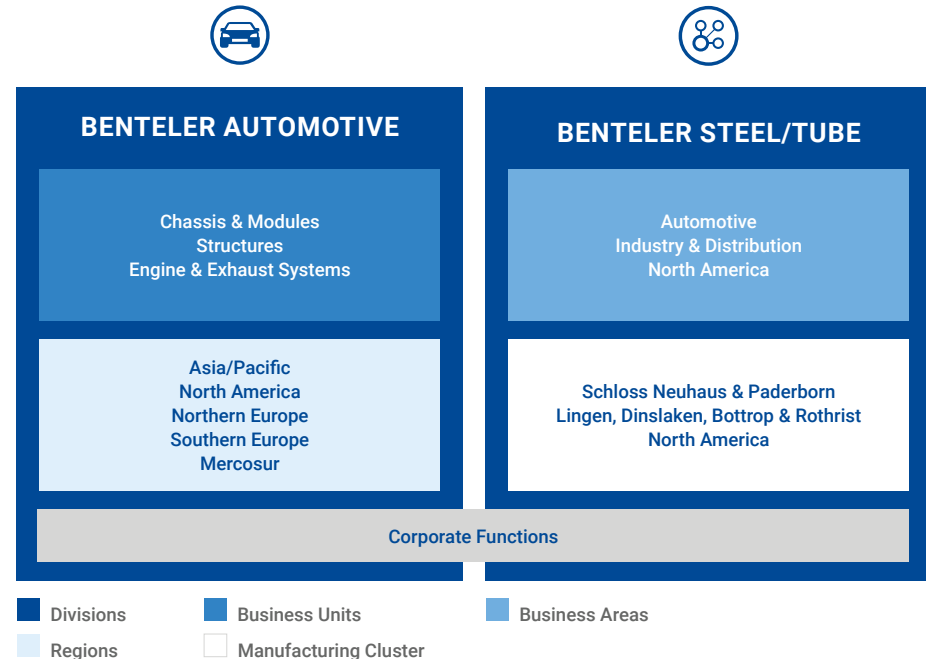 BENTELER AUTOMOTIVE
Chassis & Modules
Structures
Engine & Exhaust Systems
Asia/Pacific
North America
Northern Europe
Southern Europe
Mercosur
BENTELER STEEL/TUBE
Automotive
Industry & Distribution
North America
Schloss Neuhaus & Paderborn
Lingen, Dinslaken, Bottrop & Rothrist
North America
Corporate Functions
Divisions
Business Units
Business Areas
Regions
Manufacturing Cluster